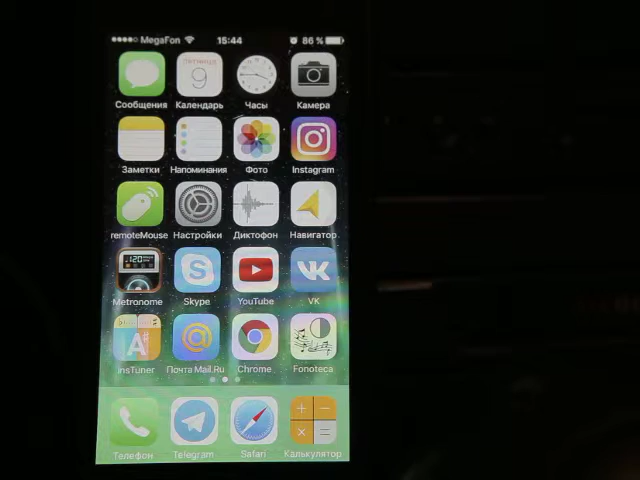 MegaFon 15:44 86 %
ПЯТНИЦА
9
Сообщения Календарь Часы Камера
Заметки Напоминания Фото Instagram
remoteMouse Настройки Диктофон Навигатор
120
Metronome Skype YouTube VK
A#
insTuner Почта Mail.Ru Chrome Fonoteca
Телефон Telegram Safari Калькулятор